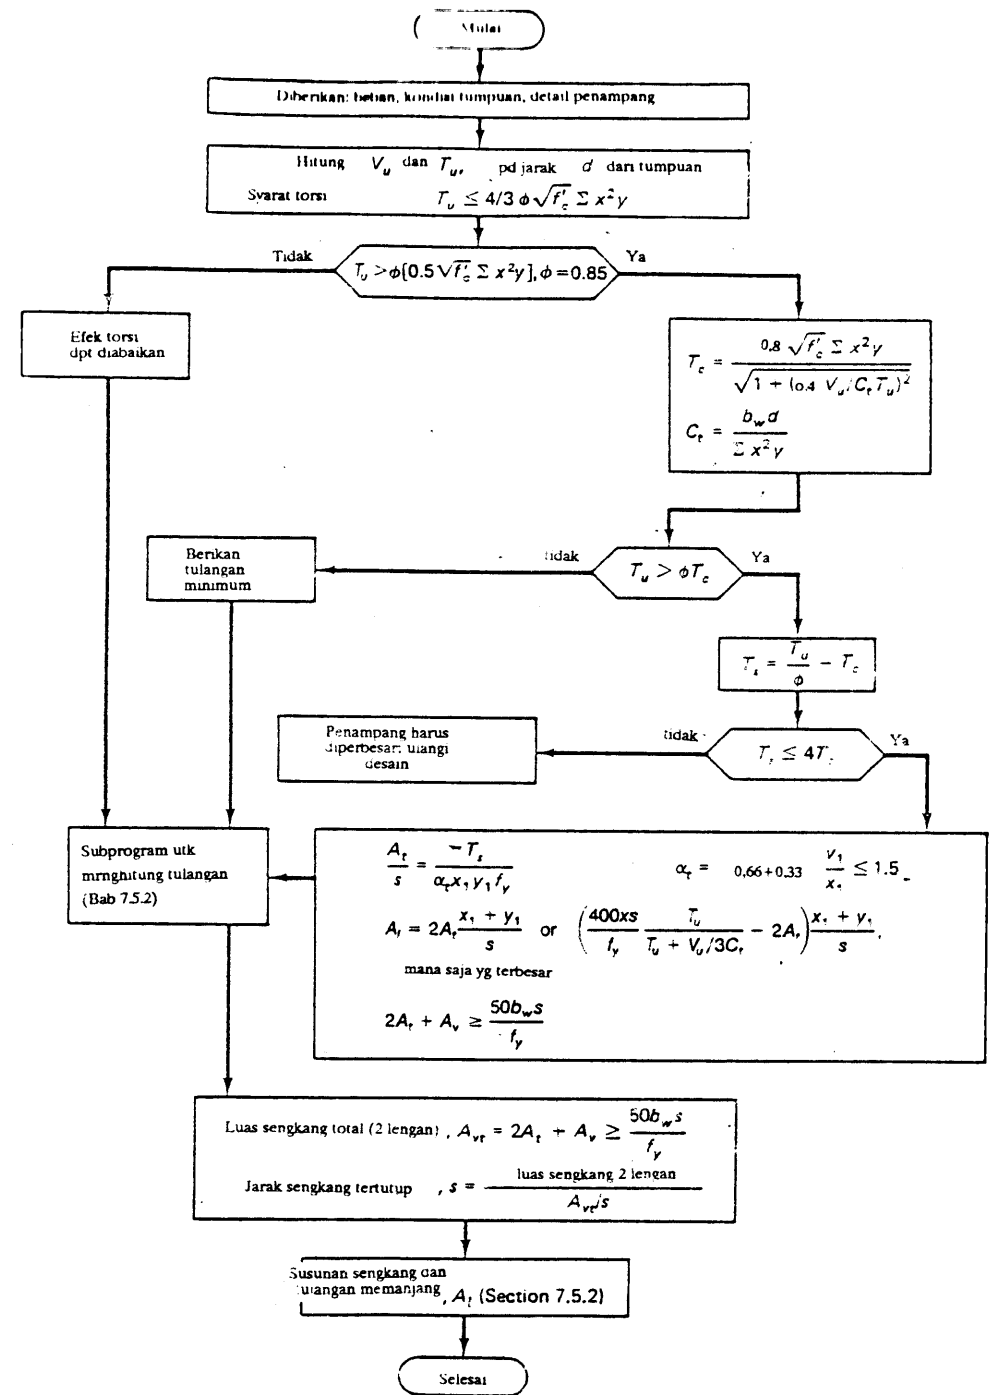 Mulai
Diberikan: beban, kondisi tumpuan, detail penampang
Hitung V_u dan T_u, pd jarak d dari tumpuan
Syarat torsi T_u ≤ 4/3 φ√f'_c Σ x²y
Tidak
T_u > φ[0.5√f'_c Σ x²y], φ = 0.85
Ya
Efek torsi
dpt diabaikan
T_c = 0,8 √f'_c Σ x²y / √1 + (0.4 V_u/C_t T_u)²
C_t = b_w d / Σ x²y
Berikan
tulangan
minimum
tidak
T_u > φT_c
Ya
T_s = T_u/φ − T_c
Penampang harus
diperbesar: ulangi
desain
tidak
T_s ≤ 4T_c
Ya
Subprogram utk
mrnghitung tulangan
(Bab 7.5.2)
A_t/s = −T_s / α_t x_1 y_1 f_y
α_t = 0,66+0.33 y_1/x_1 ≤ 1.5
A_l = 2A_t (x_1 + y_1)/s or (400xs/f_y T_u/(T_u + V_u/3C_t) − 2A_t) (x_1 + y_1)/s
mana saja yg terbesar
2A_t + A_v ≥ 50b_w s / f_y
Luas sengkang total (2 lengan), A_vt = 2A_t + A_v ≥ 50b_w s / f_y
Jarak sengkang tertutup , s = luas sengkang 2 lengan / A_vt/s
Susunan sengkang dan
tulangan memanjang, A_l (Section 7.5.2)
Selesai